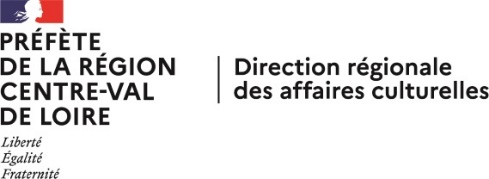 PRÉFÈTE
DE LA RÉGION
CENTRE-VAL
DE LOIRE
Liberté
Égalité
Fraternité
Direction régionale
des affaires culturelles